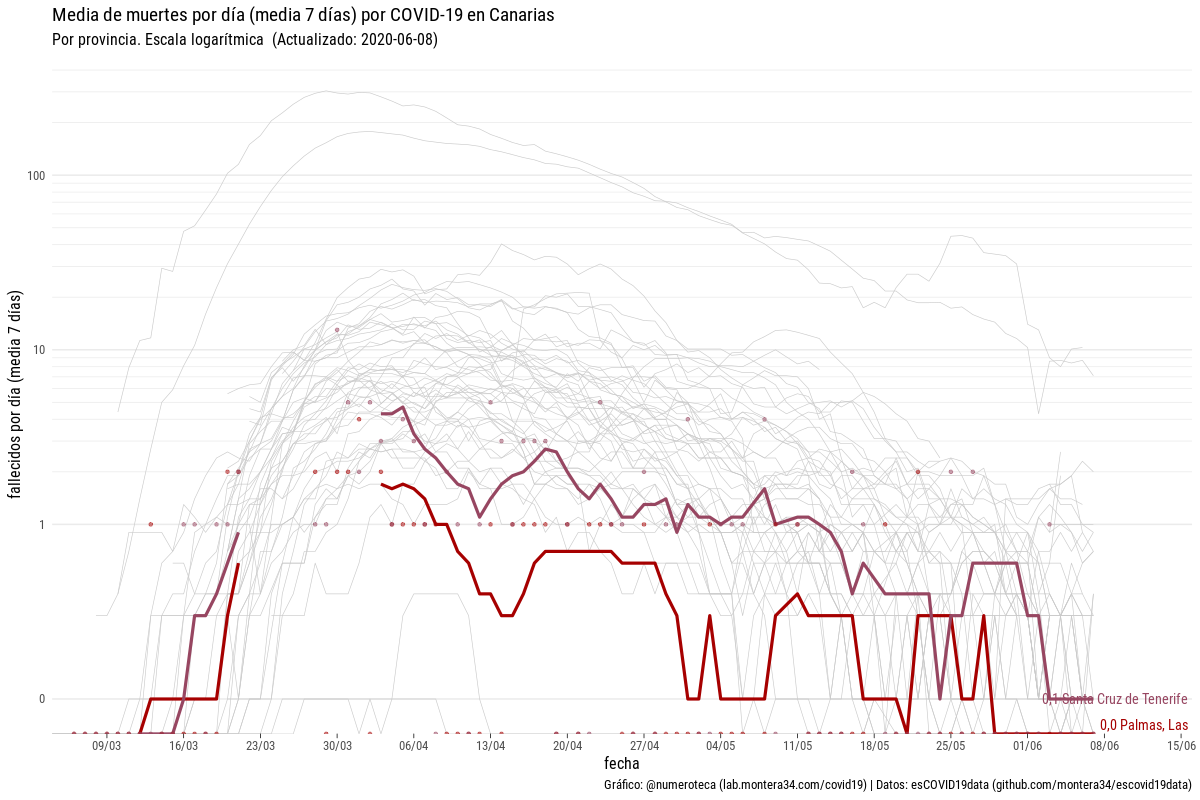 Media de muertes por día (media 7 días) por COVID-19 en Canarias
Por provincia. Escala logarítmica (Actualizado: 2020-06-08)
fallecidos por día (media 7 días)
100
10
1
0
0,1 Santa Cruz de Tenerife
0,0 Palmas, Las
09/03 16/03 23/03 30/03 06/04 13/04 20/04 27/04 04/05 11/05 18/05 25/05 01/06 08/06 15/06
fecha
Gráfico: @numeroteca (lab.montera34.com/covid19) | Datos: esCOVID19data (github.com/montera34/escovid19data)